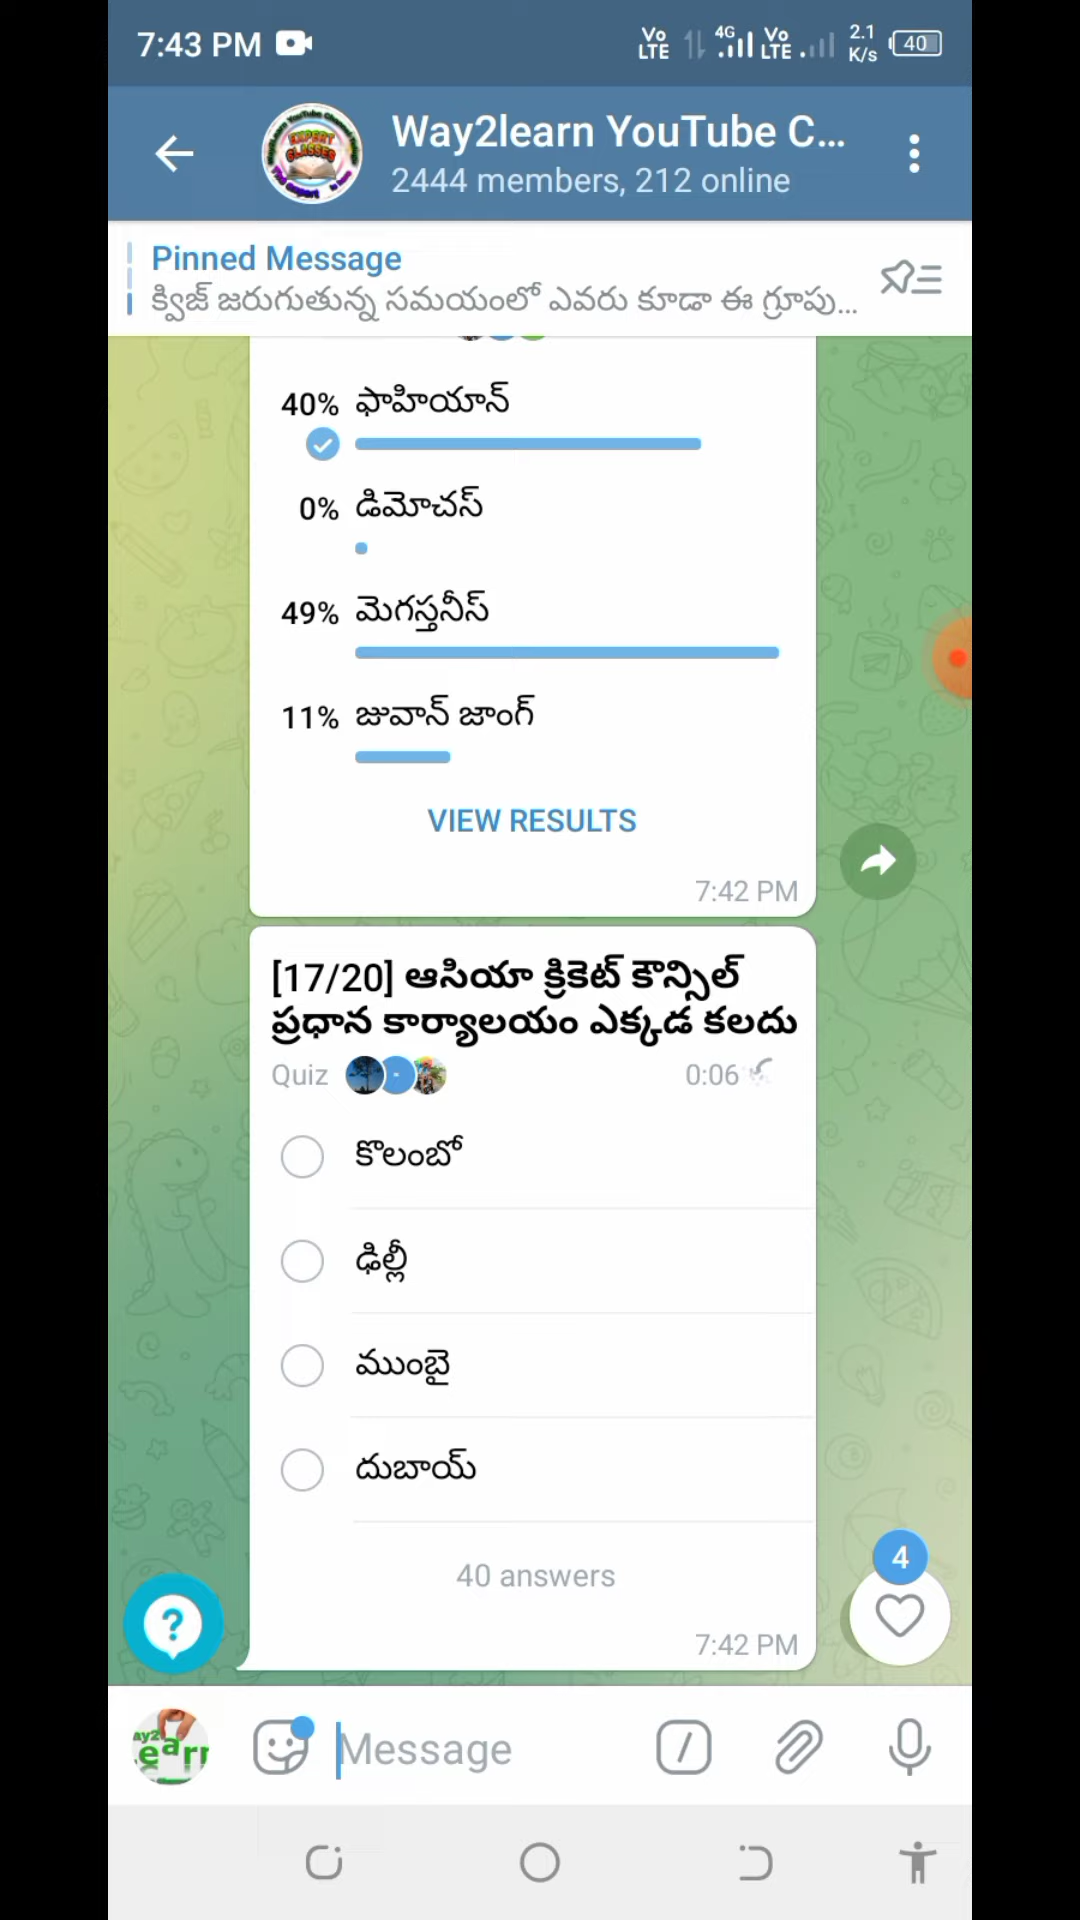 7:43 PM
Vo LTE 4G Vo LTE 2.1 K/s 40
Way2learn YouTube C...
2444 members, 212 online
Pinned Message
క్విజ్ జరుగుతున్న సమయంలో ఎవరు కూడా ఈ గ్రూపు...
40% ఫాహియాన్
0% డిమోచస్
49% మెగస్తనీస్
11% జువాన్ జాంగ్
VIEW RESULTS
7:42 PM
[17/20] ఆసియా క్రికెట్ కౌన్సిల్
ప్రధాన కార్యాలయం ఎక్కడ కలదు
Quiz 0:06
కొలంబో
ఢిల్లీ
ముంబై
దుబాయ్
40 answers
4
7:42 PM
Message